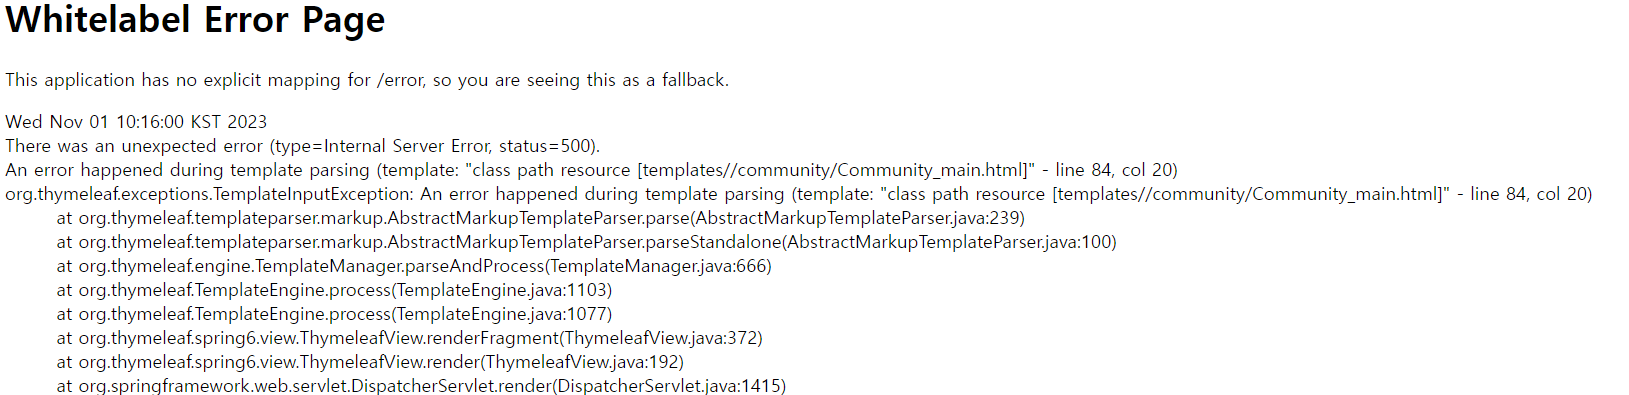 Whitelabel Error Page
This application has no explicit mapping for /error, so you are seeing this as a fallback.
Wed Nov 01 10:16:00 KST 2023
There was an unexpected error (type=Internal Server Error, status=500).
An error happened during template parsing (template: "class path resource [templates//community/Community_main.html]" - line 84, col 20)
org.thymeleaf.exceptions.TemplateInputException: An error happened during template parsing (template: "class path resource [templates//community/Community_main.html]" - line 84, col 20)
at org.thymeleaf.templateparser.markup.AbstractMarkupTemplateParser.parse(AbstractMarkupTemplateParser.java:239)
at org.thymeleaf.templateparser.markup.AbstractMarkupTemplateParser.parseStandalone(AbstractMarkupTemplateParser.java:100)
at org.thymeleaf.engine.TemplateManager.parseAndProcess(TemplateManager.java:666)
at org.thymeleaf.TemplateEngine.process(TemplateEngine.java:1103)
at org.thymeleaf.TemplateEngine.process(TemplateEngine.java:1077)
at org.thymeleaf.spring6.view.ThymeleafView.renderFragment(ThymeleafView.java:372)
at org.thymeleaf.spring6.view.ThymeleafView.render(ThymeleafView.java:192)
at org.springframework.web.servlet.DispatcherServlet.render(DispatcherServlet.java:1415)